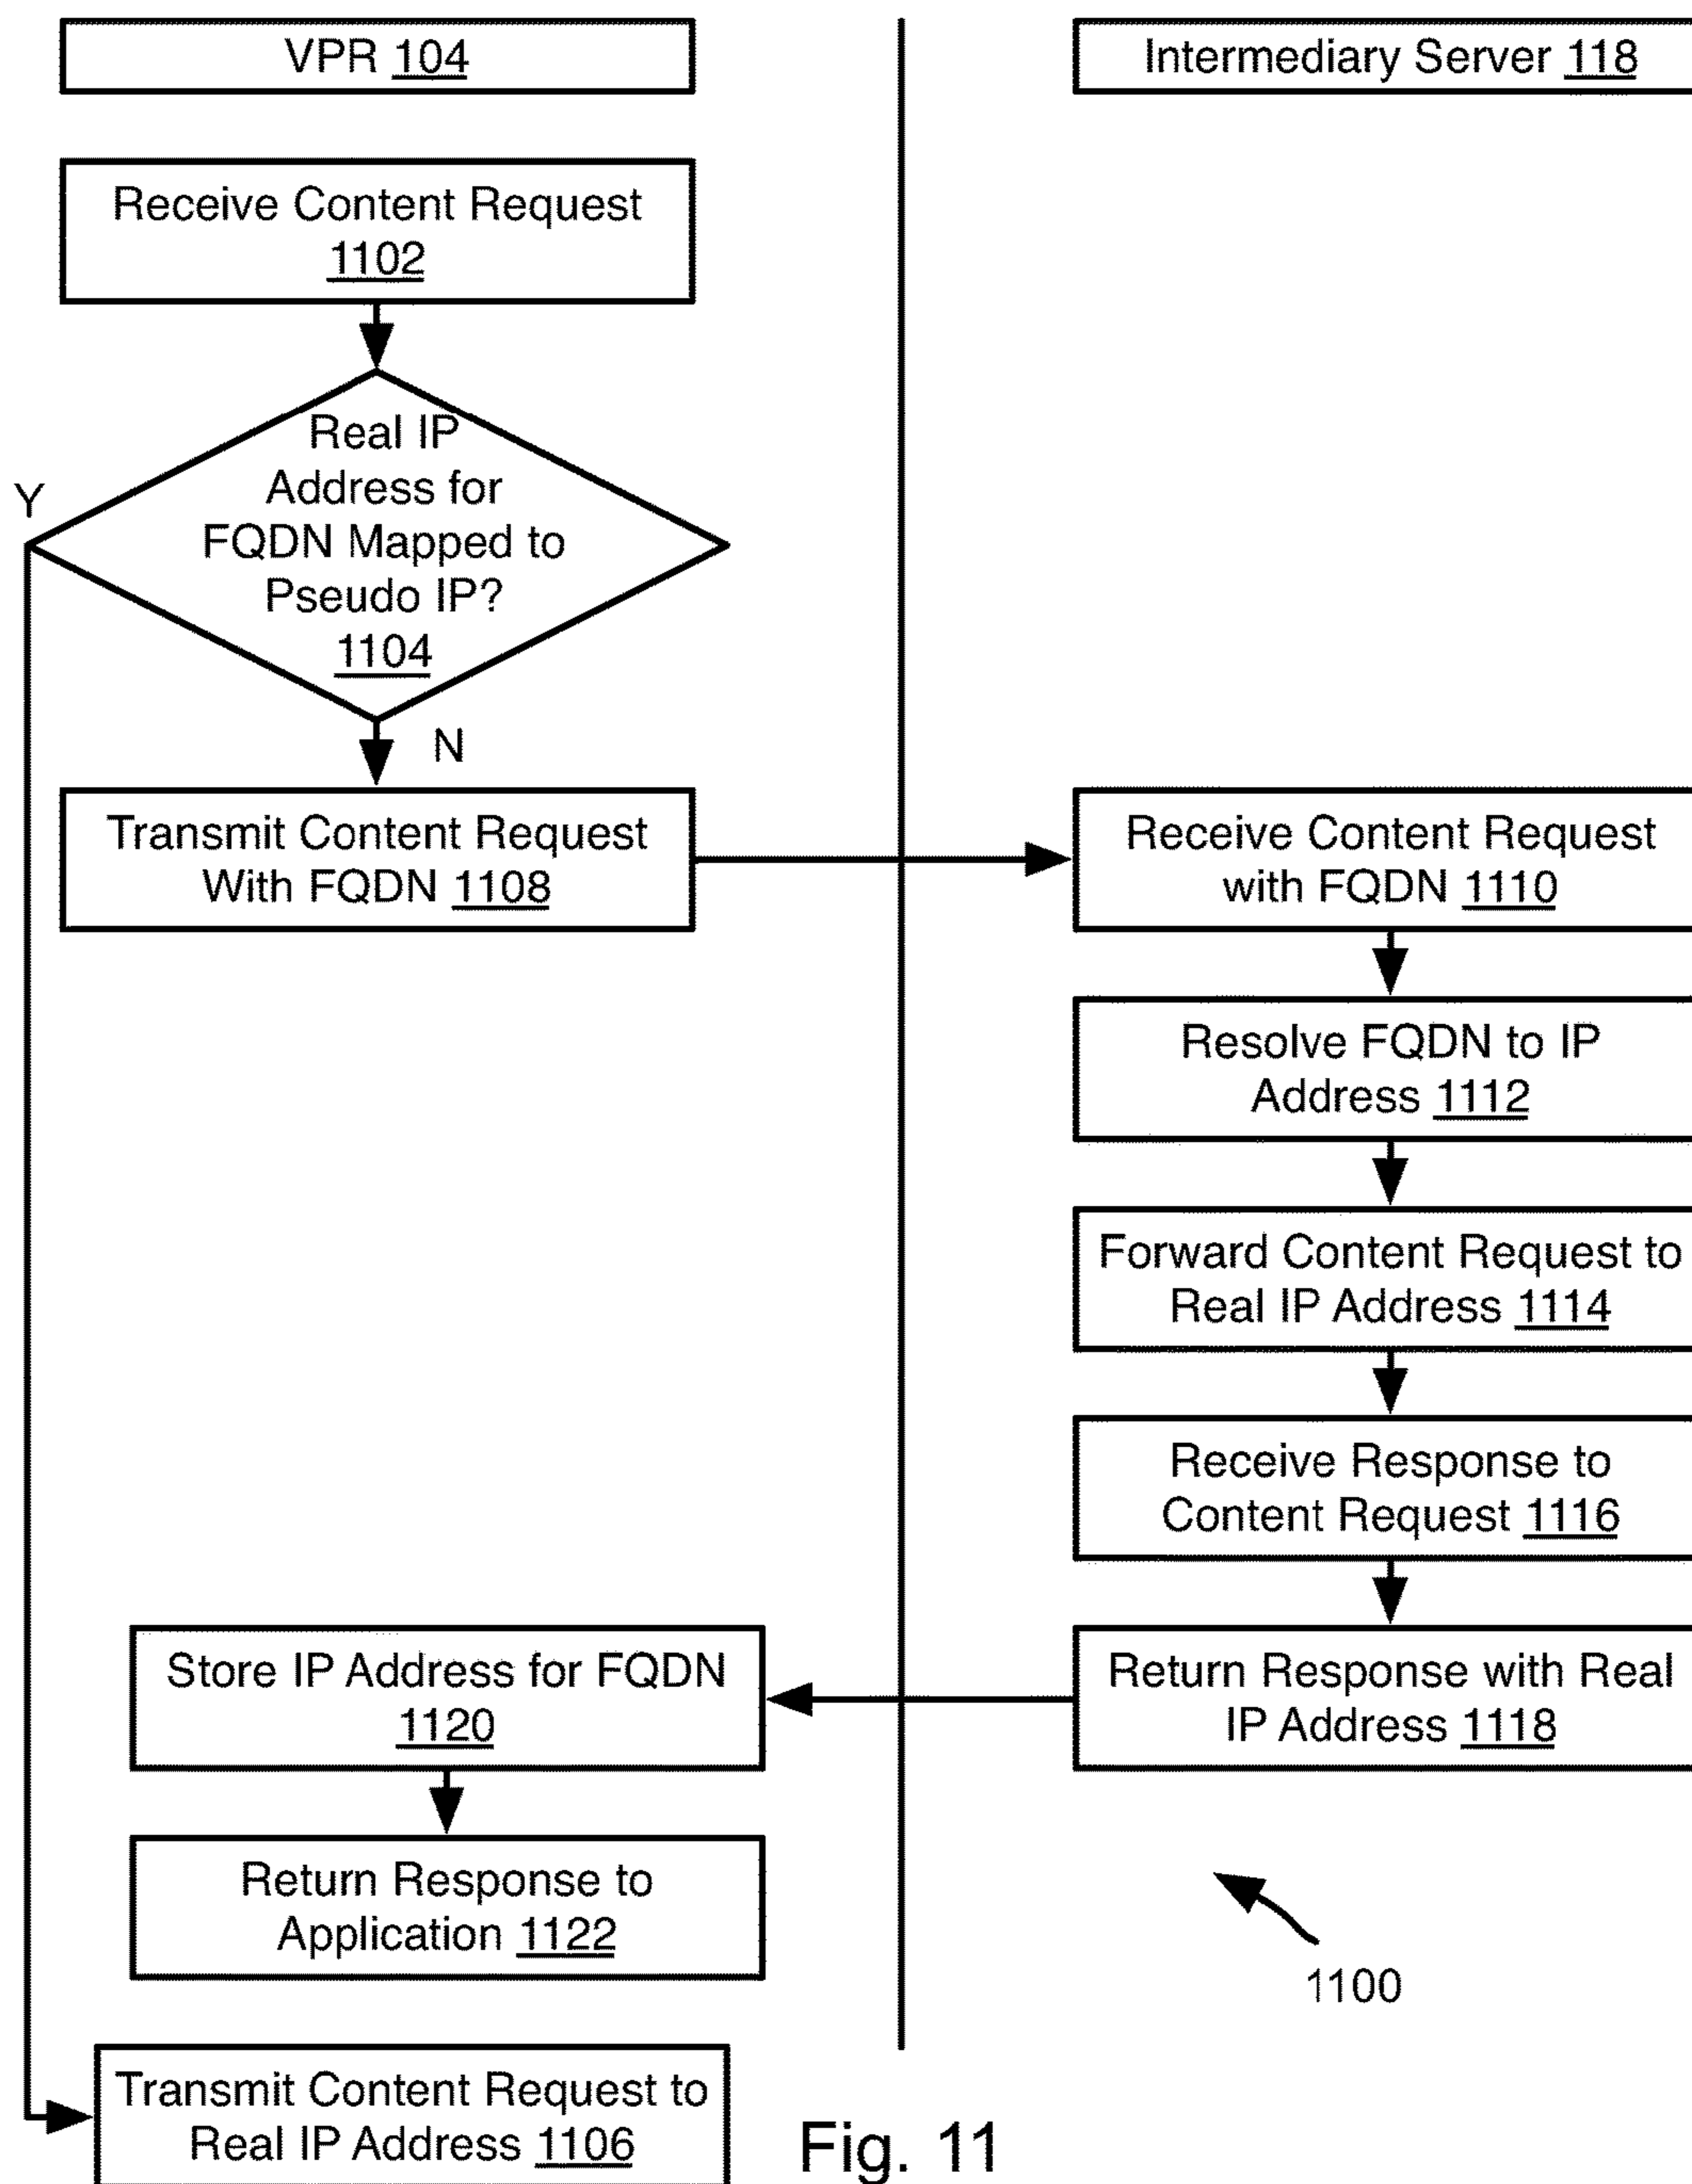 VPR 104
Intermediary Server 118
Receive Content Request
1102
Real IP
Address for
FQDN Mapped to
Pseudo IP?
1104
Y
N
Transmit Content Request
With FQDN 1108
Receive Content Request
with FQDN 1110
Resolve FQDN to IP
Address 1112
Forward Content Request to
Real IP Address 1114
Receive Response to
Content Request 1116
Return Response with Real
IP Address 1118
Store IP Address for FQDN
1120
Return Response to
Application 1122
1100
Transmit Content Request to
Real IP Address 1106
Fig. 11